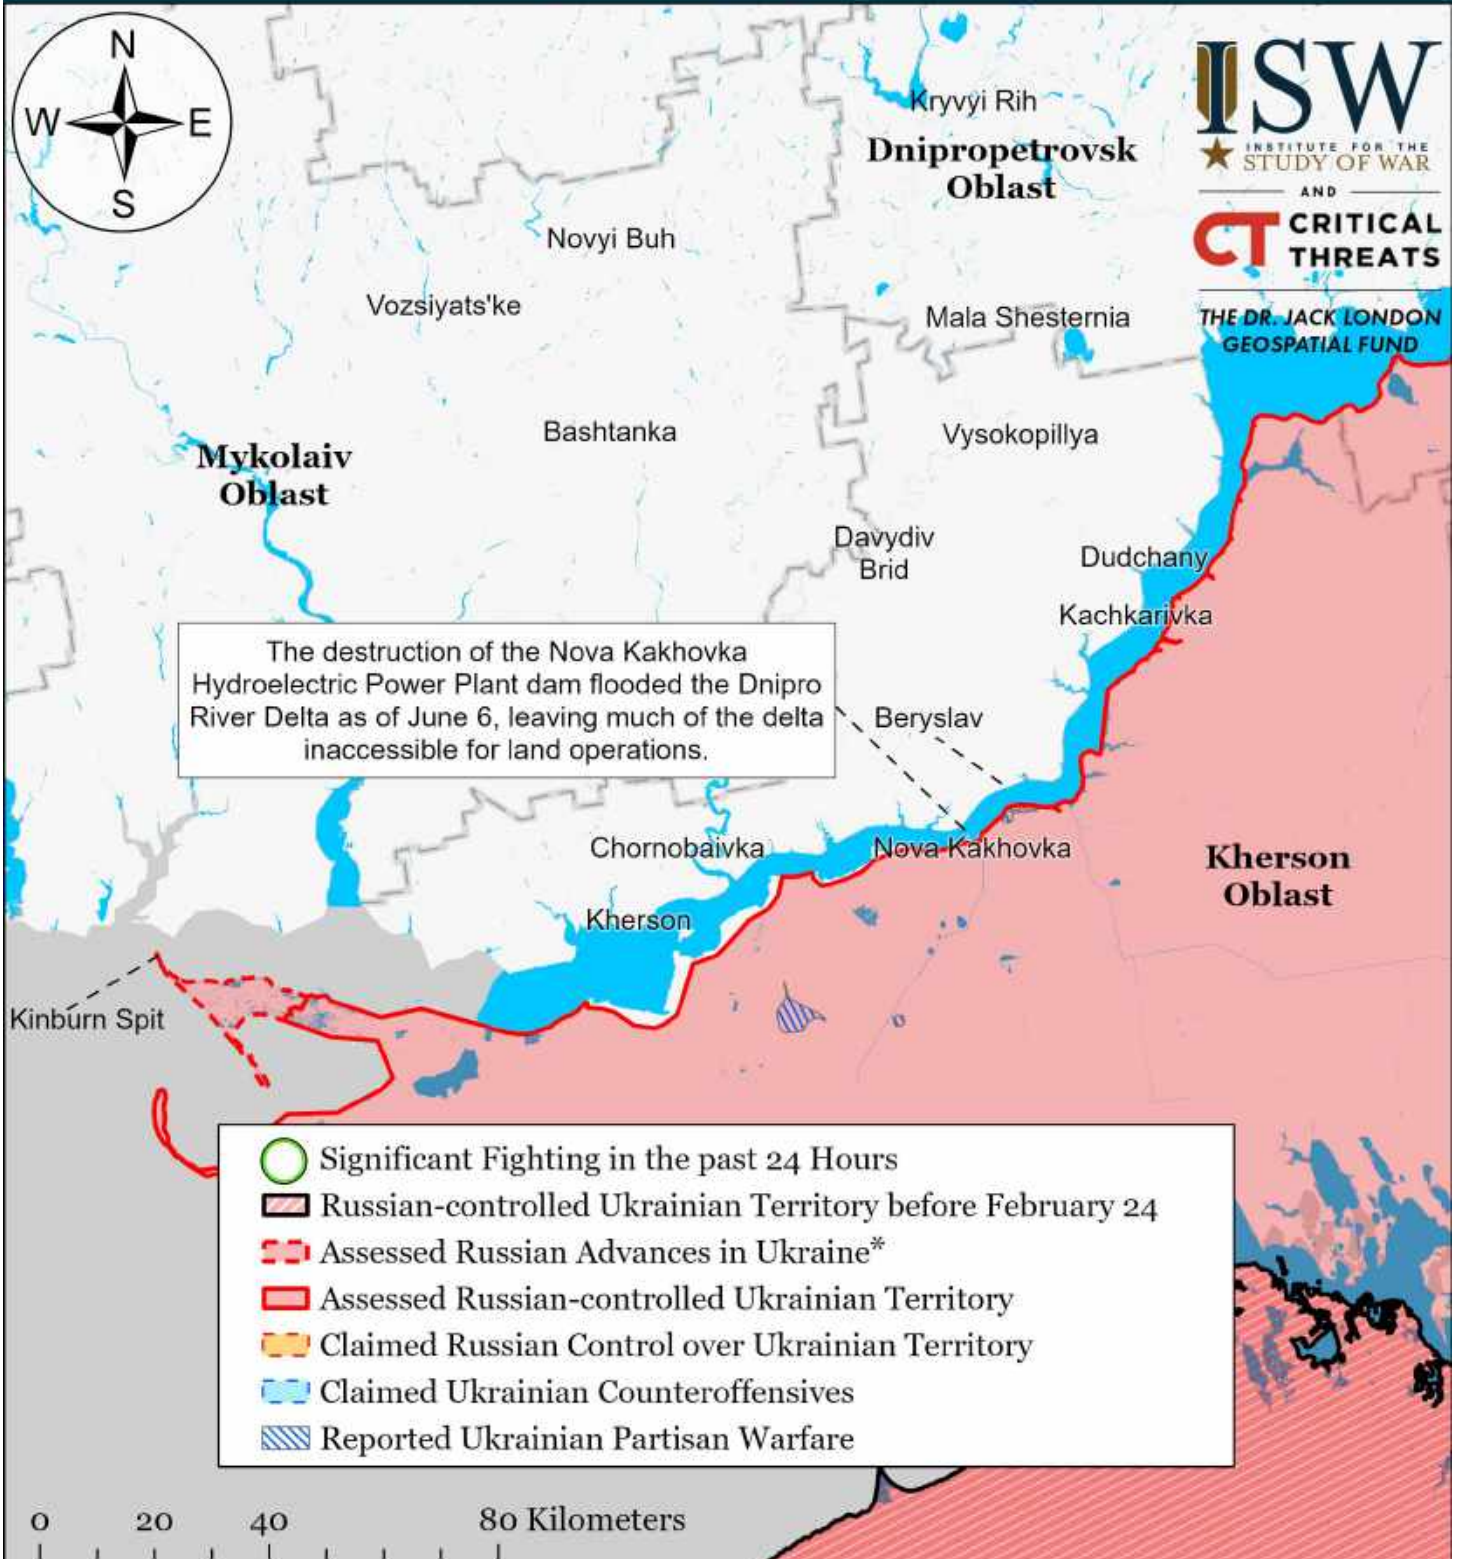 N
W E
S
ISW
INSTITUTE FOR THE
STUDY OF WAR
AND
CT CRITICAL
THREATS
THE DR. JACK LONDON
GEOSPATIAL FUND
Kryvyi Rih
Dnipropetrovsk
Oblast
Novyi Buh
Vozsiyats'ke
Mala Shesternia
Bashtanka
Vysokopillya
Mykolaiv
Oblast
Davydiv
Brid
Dudchany
Kachkarivka
The destruction of the Nova Kakhovka
Hydroelectric Power Plant dam flooded the Dnipro
River Delta as of June 6, leaving much of the delta
inaccessible for land operations.
Beryslav
Chornobaivka
Nova Kakhovka
Kherson
Oblast
Kherson
Kinburn Spit
Significant Fighting in the past 24 Hours
Russian-controlled Ukrainian Territory before February 24
Assessed Russian Advances in Ukraine*
Assessed Russian-controlled Ukrainian Territory
Claimed Russian Control over Ukrainian Territory
Claimed Ukrainian Counteroffensives
Reported Ukrainian Partisan Warfare
0 20 40 80 Kilometers